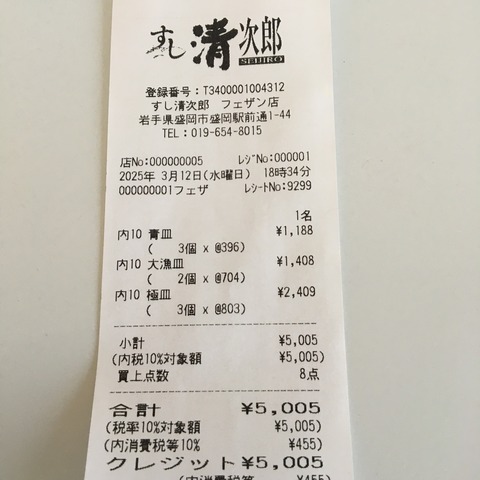 すし 清次郎
SEIJIRO
登録番号：T3400001004312
すし清次郎 フェザン店
岩手県盛岡市盛岡駅前通1-44
TEL：019-654-8015
店No:000000005 ﾚｼﾞNo:000001
2025年 3月12日(水曜日) 18時34分
000000001フェザ ﾚｼｰﾄNo:9299
1名
内10 青皿 ¥1,188
( 3個 x @396)
内10 大漁皿 ¥1,408
( 2個 x @704)
内10 極皿 ¥2,409
( 3個 x @803)
小計 ¥5,005
(内税10%対象額 ¥5,005)
買上点数 8点
合計 ¥5,005
(税率10%対象額 ¥5,005)
(内消費税等10% ¥455)
クレジット ¥5,005
(内消費税等 ¥455)